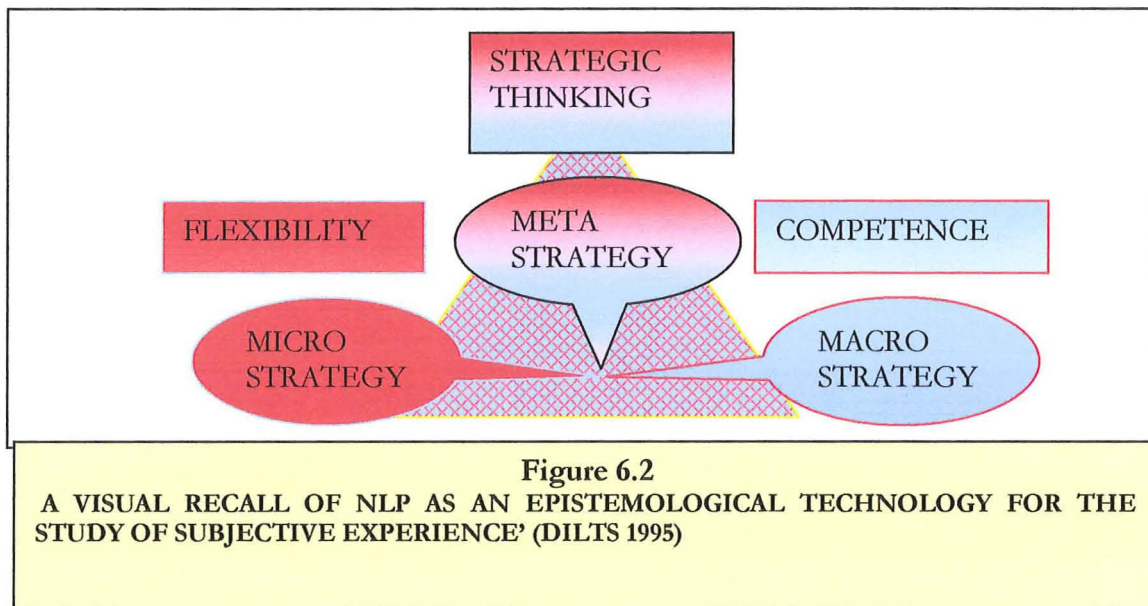 STRATEGIC
THINKING
FLEXIBILITY
META
STRATEGY
COMPETENCE
MICRO
STRATEGY
MACRO
STRATEGY
Figure 6.2
A VISUAL RECALL OF NLP AS AN EPISTEMOLOGICAL TECHNOLOGY FOR THE
STUDY OF SUBJECTIVE EXPERIENCE’ (DILTS 1995)